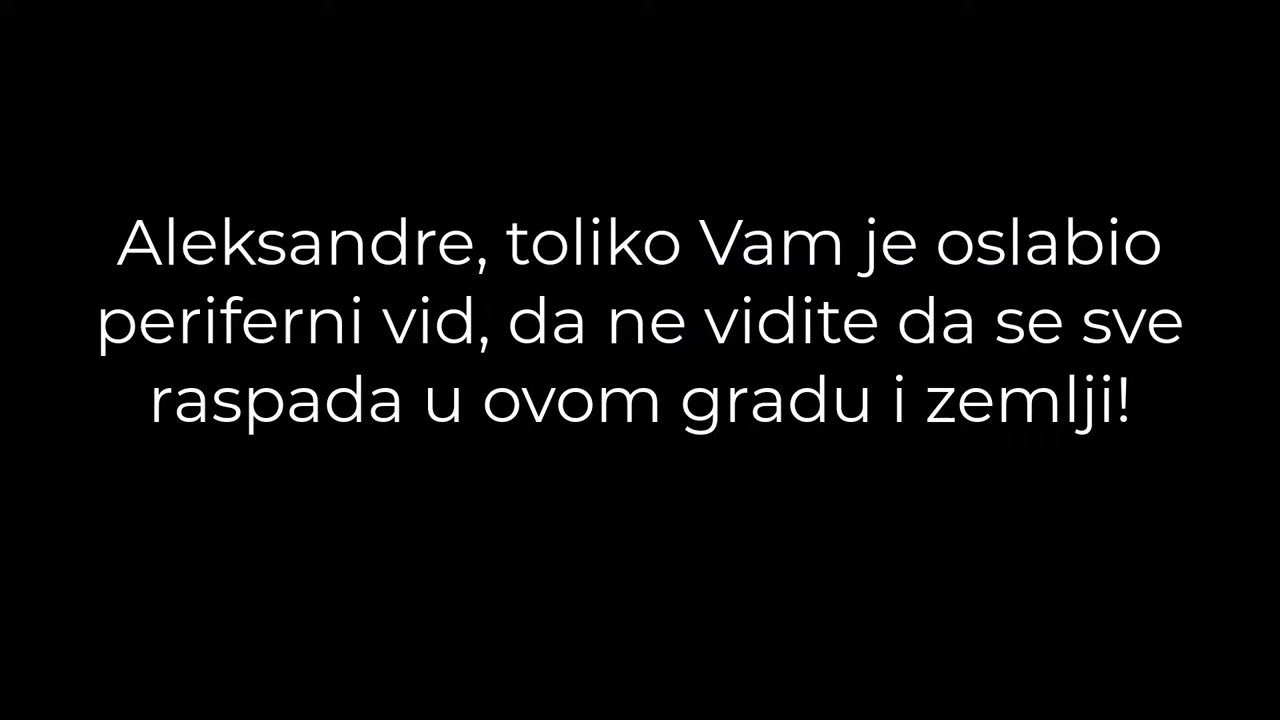 Aleksandre, toliko Vam je oslabio
periferni vid, da ne vidite da se sve
raspada u ovom gradu i zemlji!